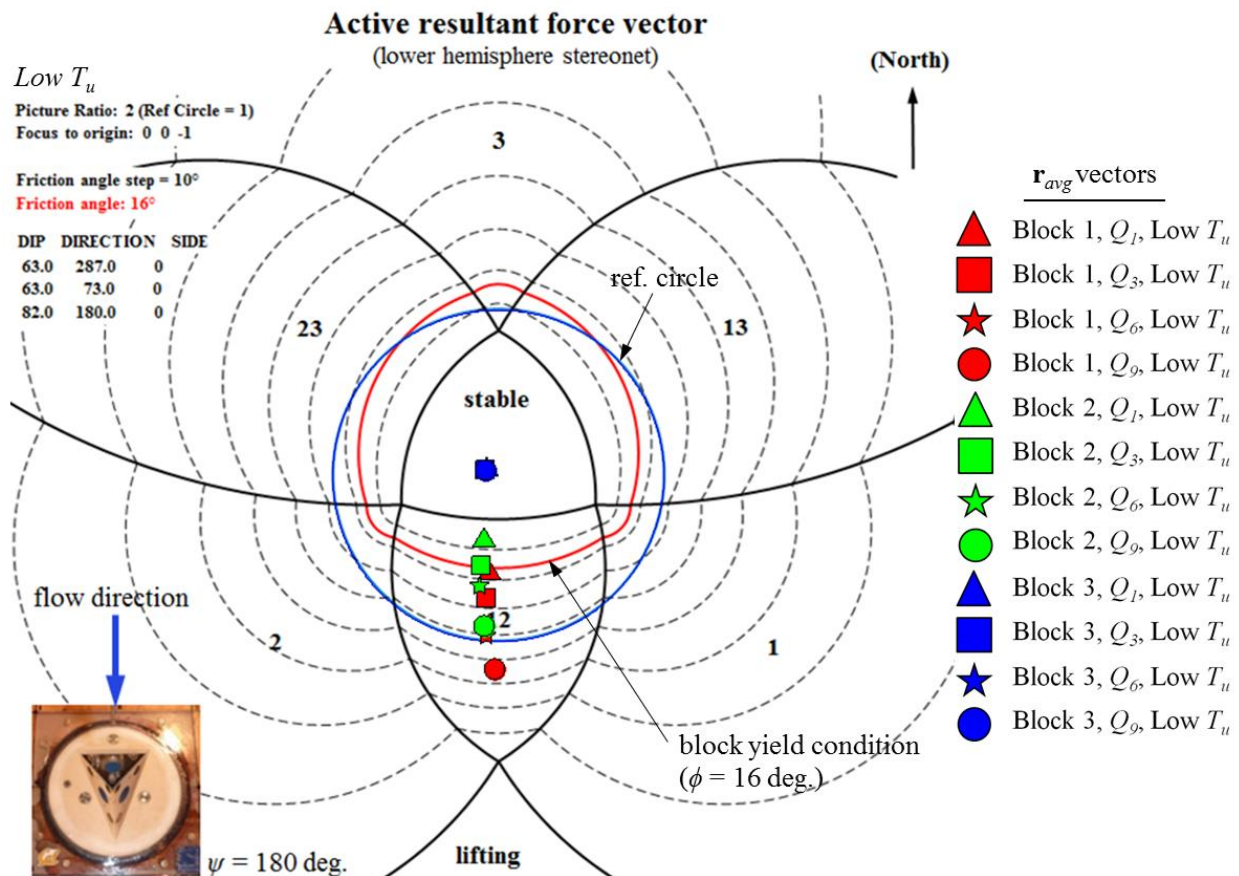 Active resultant force vector
(lower hemisphere stereonet)
Low Tᵤ
(North)
Picture Ratio: 2 (Ref Circle = 1)
Focus to origin: 0 0 -1
Friction angle step = 10°
Friction angle: 16°
DIP DIRECTION SIDE
63.0 287.0 0
63.0 73.0 0
82.0 180.0 0
3
ref. circle
23
13
stable
12
2
1
flow direction
block yield condition
(ϕ = 16 deg.)
ψ = 180 deg.
lifting
r_avg vectors
Block 1, Q₁, Low Tᵤ
Block 1, Q₃, Low Tᵤ
Block 1, Q₆, Low Tᵤ
Block 1, Q₉, Low Tᵤ
Block 2, Q₁, Low Tᵤ
Block 2, Q₃, Low Tᵤ
Block 2, Q₆, Low Tᵤ
Block 2, Q₉, Low Tᵤ
Block 3, Q₁, Low Tᵤ
Block 3, Q₃, Low Tᵤ
Block 3, Q₆, Low Tᵤ
Block 3, Q₉, Low Tᵤ